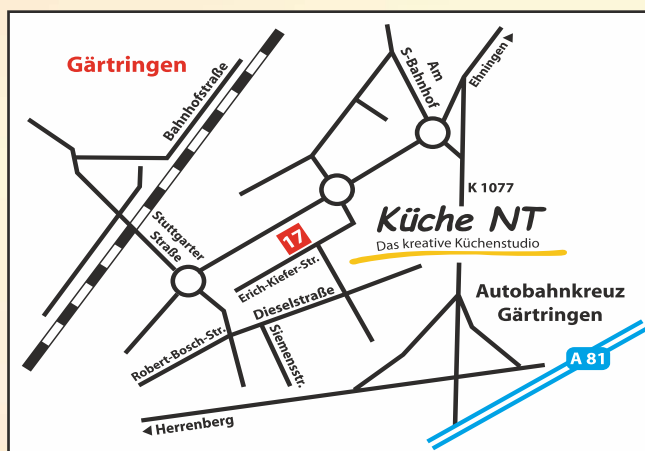 Gärtringen
Bahnhofstraße
Am
S-Bahnhof
Ehningen
K 1077
Stuttgarter
Straße
17
Küche NT
Das kreative Küchenstudio
Erich-Kiefer-Str.
Dieselstraße
Autobahnkreuz
Gärtringen
Robert-Bosch-Str.
Siemensstr.
A 81
Herrenberg